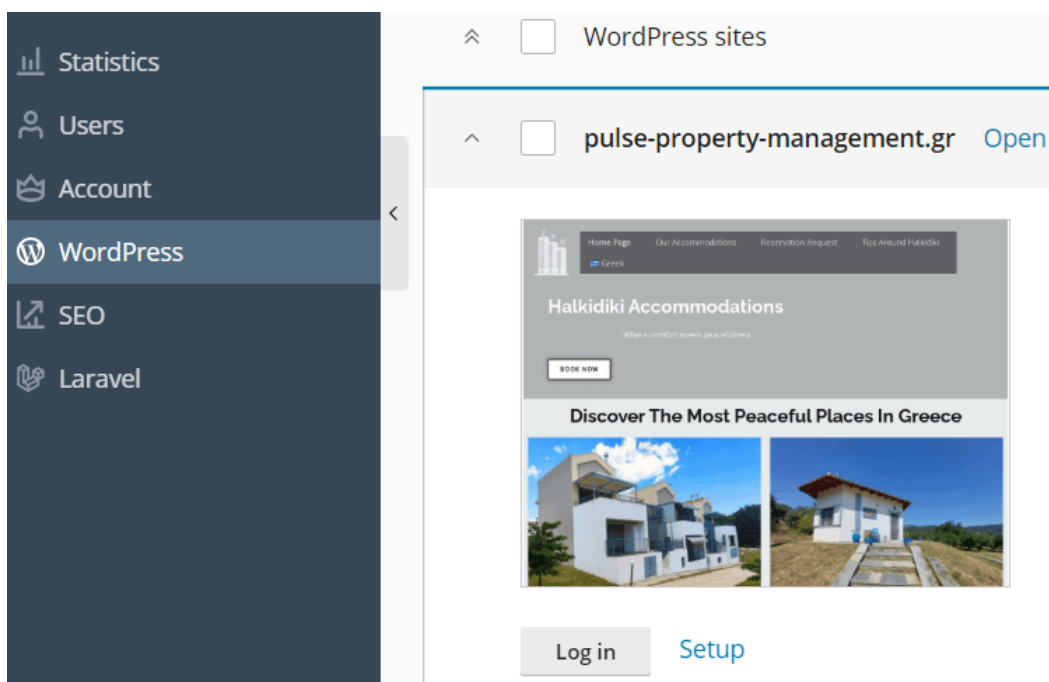 Statistics
Users
Account
WordPress
SEO
Laravel
WordPress sites
pulse-property-management.gr Open
Home Page Our Accommodations Reservation Request Tips Around Halkidiki
Greek
Halkidiki Accommodations
Where comfort meets peacefulness
BOOK NOW
Discover The Most Peaceful Places In Greece
Log in Setup